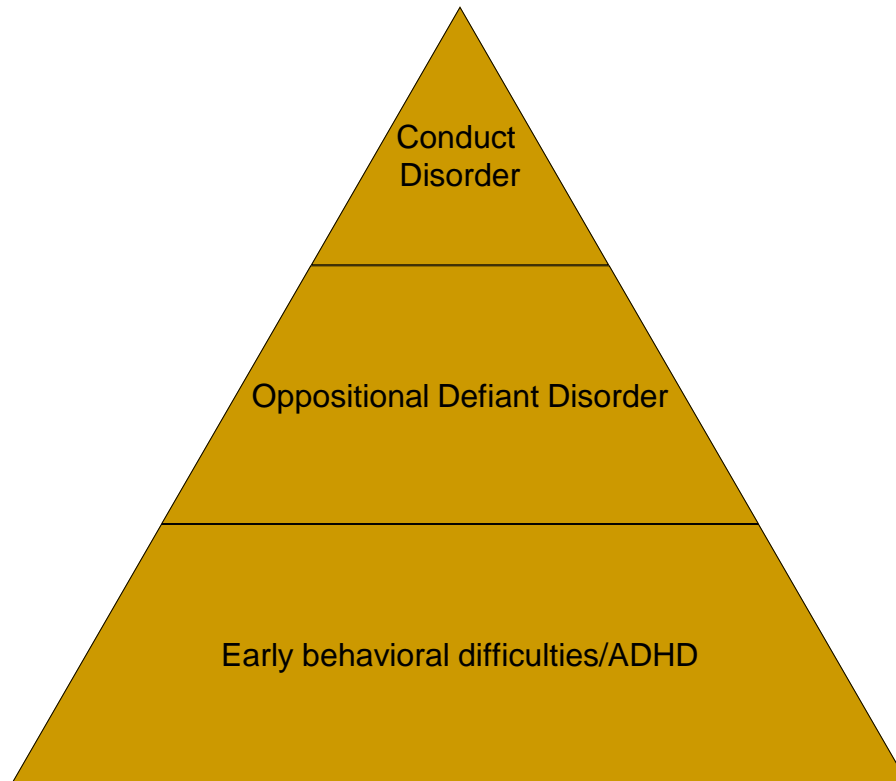 Conduct
Disorder
Oppositional Defiant Disorder
Early behavioral difficulties/ADHD